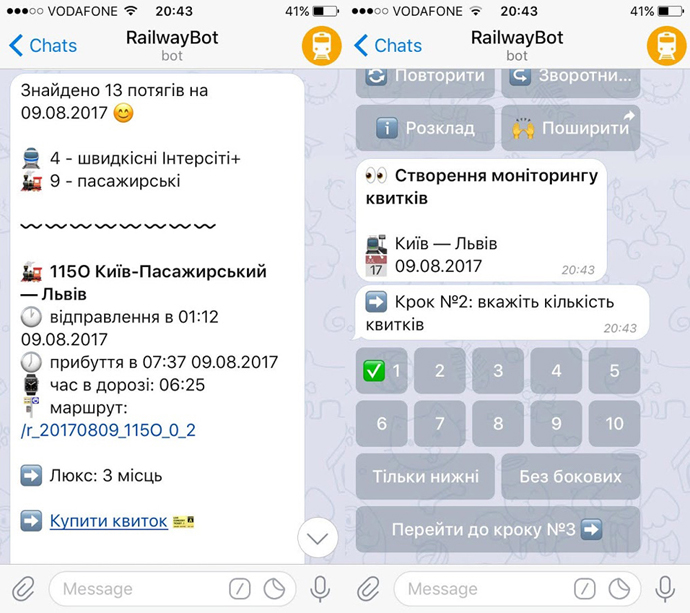 VODAFONE 20:43 41%
Chats RailwayBot
bot
Знайдено 13 потягів на
09.08.2017
4 - швидкісні Інтерсіті+
9 - пасажирські
115О Київ-Пасажирський
— Львів
відправлення в 01:12
09.08.2017
прибуття в 07:37 09.08.2017
час в дорозі: 06:25
маршрут:
/r_20170809_115О_0_2
Люкс: 3 місць
Купити квиток
Message
VODAFONE 20:43 41%
Chats RailwayBot
bot
Повторити Зворотни...
Розклад Поширити
Створення моніторингу
квитків
Київ — Львів
17 09.08.2017
20:43
Крок №2: вкажіть кількість
квитків
20:43
1 2 3 4 5
6 7 8 9 10
Тільки нижні Без бокових
Перейти до кроку №3
Message